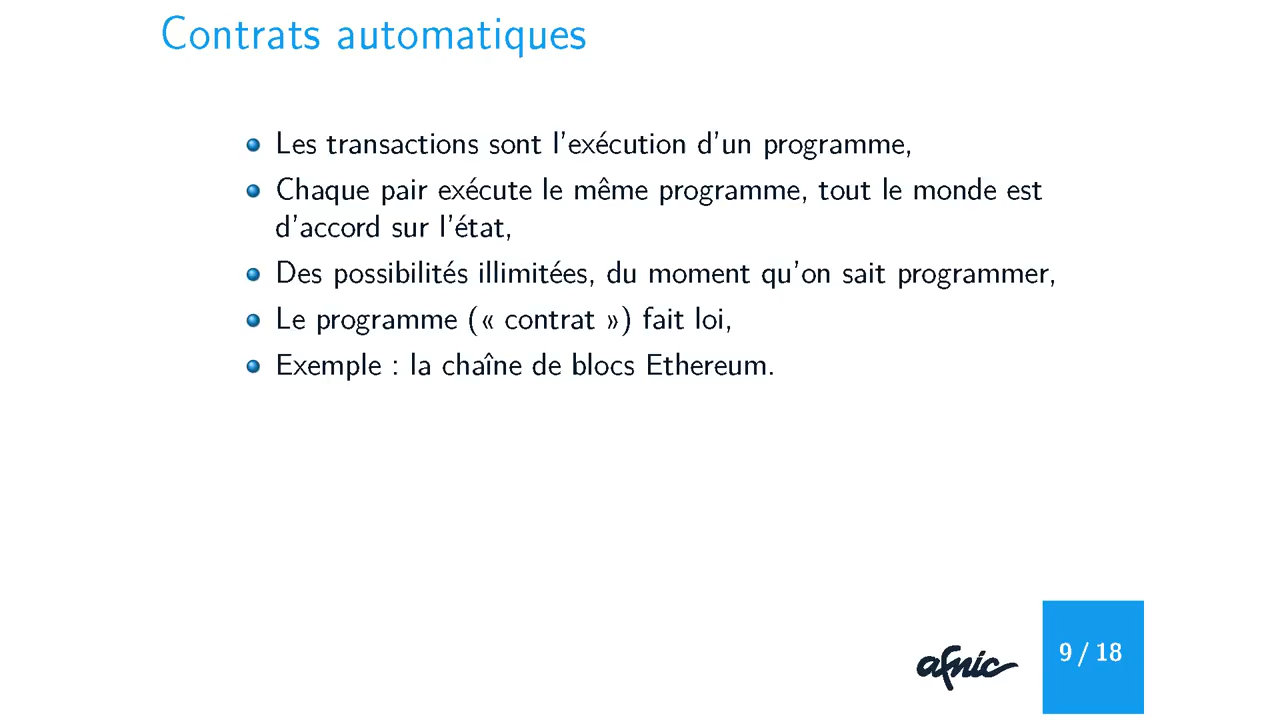 Contrats automatiques
Les transactions sont l'exécution d'un programme,
Chaque pair exécute le même programme, tout le monde est
d'accord sur l'état,
Des possibilités illimitées, du moment qu'on sait programmer,
Le programme (« contrat ») fait loi,
Exemple : la chaîne de blocs Ethereum.
afnic
9 / 18